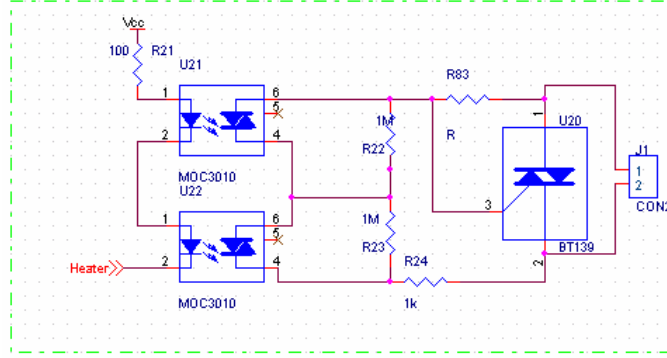 Vcc
100 R21
U21
1 6
5
2 4
MOC3010
U22
1 6
5
2 4
MOC3010
Heater
R83
R
1M
R22
1M
R23
R24
1k
1
U20
3
BT139
2
J1
1
2
CON2